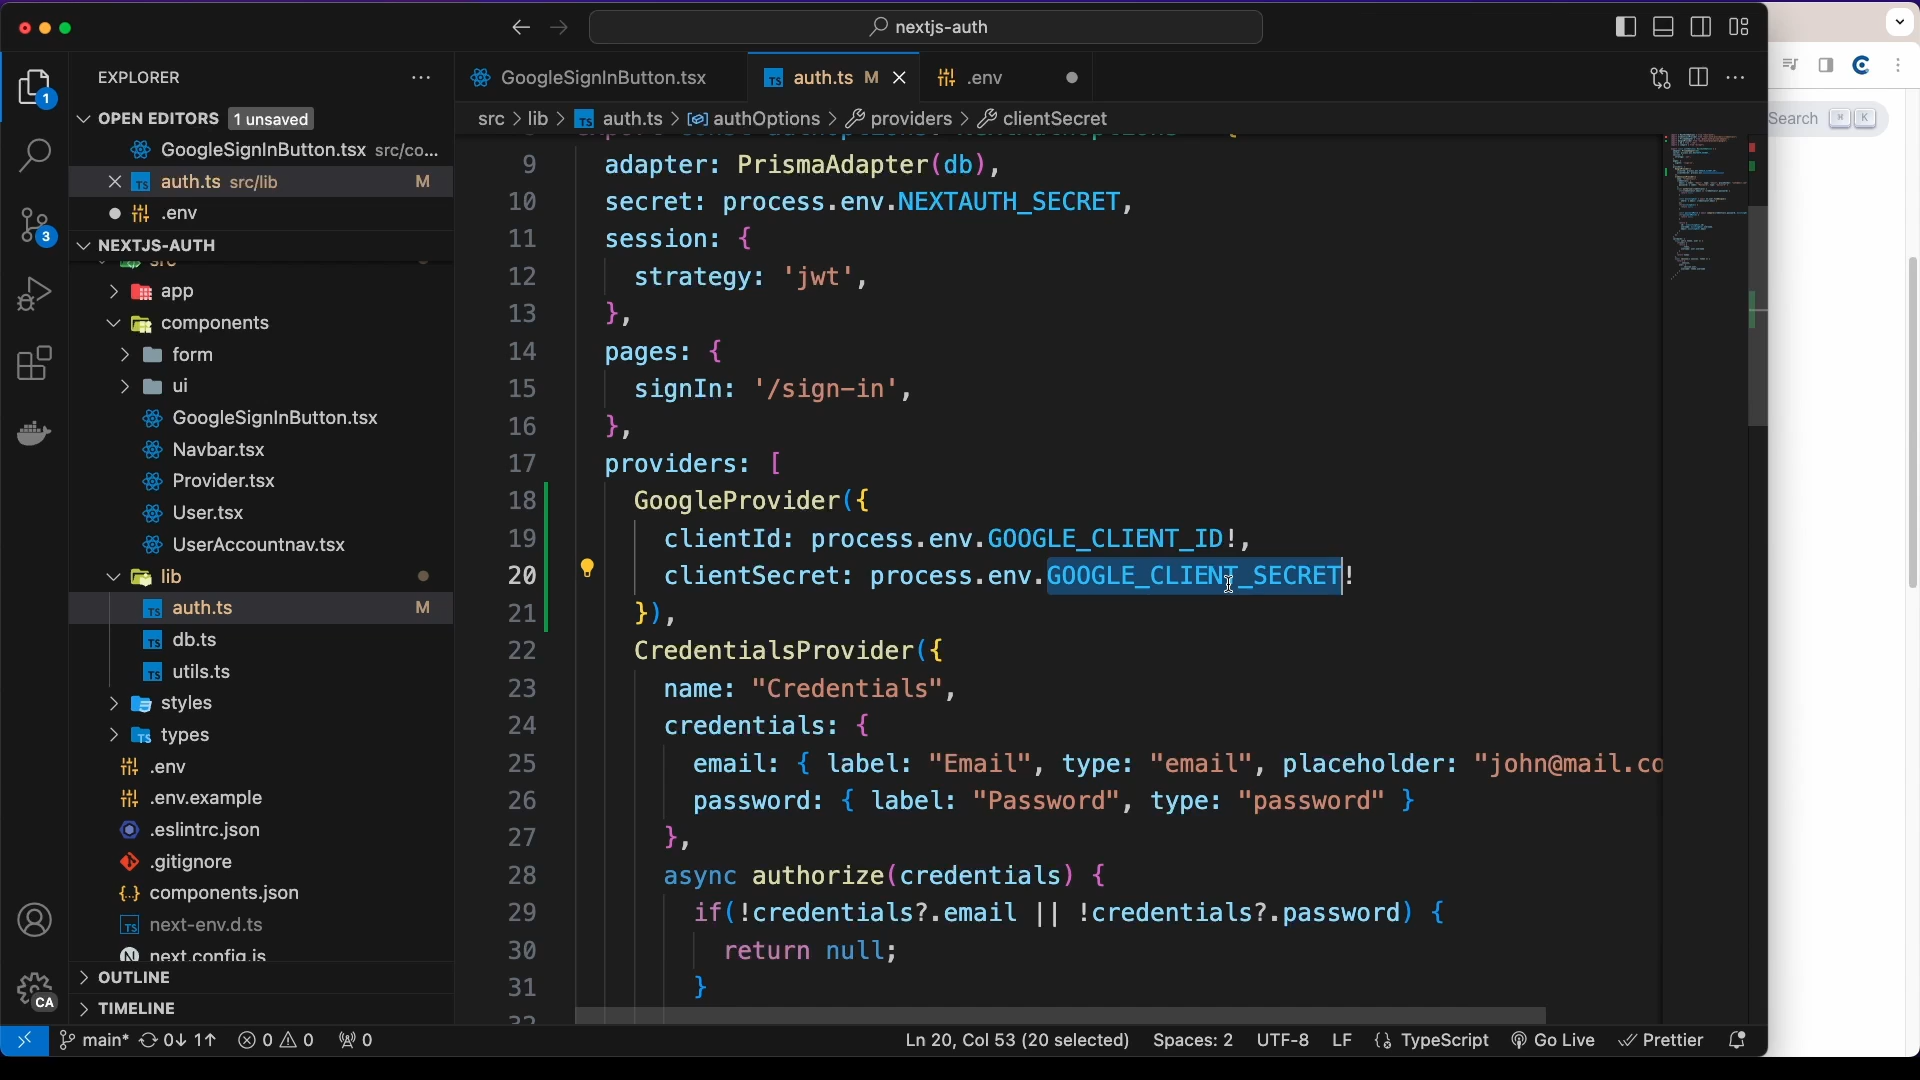 nextjs-auth
EXPLORER
OPEN EDITORS 1 unsaved
GoogleSignInButton.tsx src/co...
auth.ts src/lib M
.env
NEXTJS-AUTH
src
app
components
form
ui
GoogleSignInButton.tsx
Navbar.tsx
Provider.tsx
User.tsx
UserAccountnav.tsx
lib
auth.ts M
db.ts
utils.ts
styles
types
.env
.env.example
.eslintrc.json
.gitignore
components.json
next-env.d.ts
next.config.js
OUTLINE
TIMELINE
1
3
CA
GoogleSignInButton.tsx
auth.ts M
.env
src > lib > TS auth.ts > authOptions > providers > clientSecret
9 adapter: PrismaAdapter(db),
10 secret: process.env.NEXTAUTH_SECRET,
11 session: {
12 strategy: 'jwt',
13 },
14 pages: {
15 signIn: '/sign-in',
16 },
17 providers: [
18 GoogleProvider({
19 clientId: process.env.GOOGLE_CLIENT_ID!,
20 clientSecret: process.env.GOOGLE_CLIENT_SECRET!
21 }),
22 CredentialsProvider({
23 name: "Credentials",
24 credentials: {
25 email: { label: "Email", type: "email", placeholder: "john@mail.co
26 password: { label: "Password", type: "password" }
27 },
28 async authorize(credentials) {
29 if(!credentials?.email || !credentials?.password) {
30 return null;
31 }
Search ⌘ K
main* 0↓ 1↑ 0 0 0
Ln 20, Col 53 (20 selected) Spaces: 2 UTF-8 LF {} TypeScript Go Live Prettier